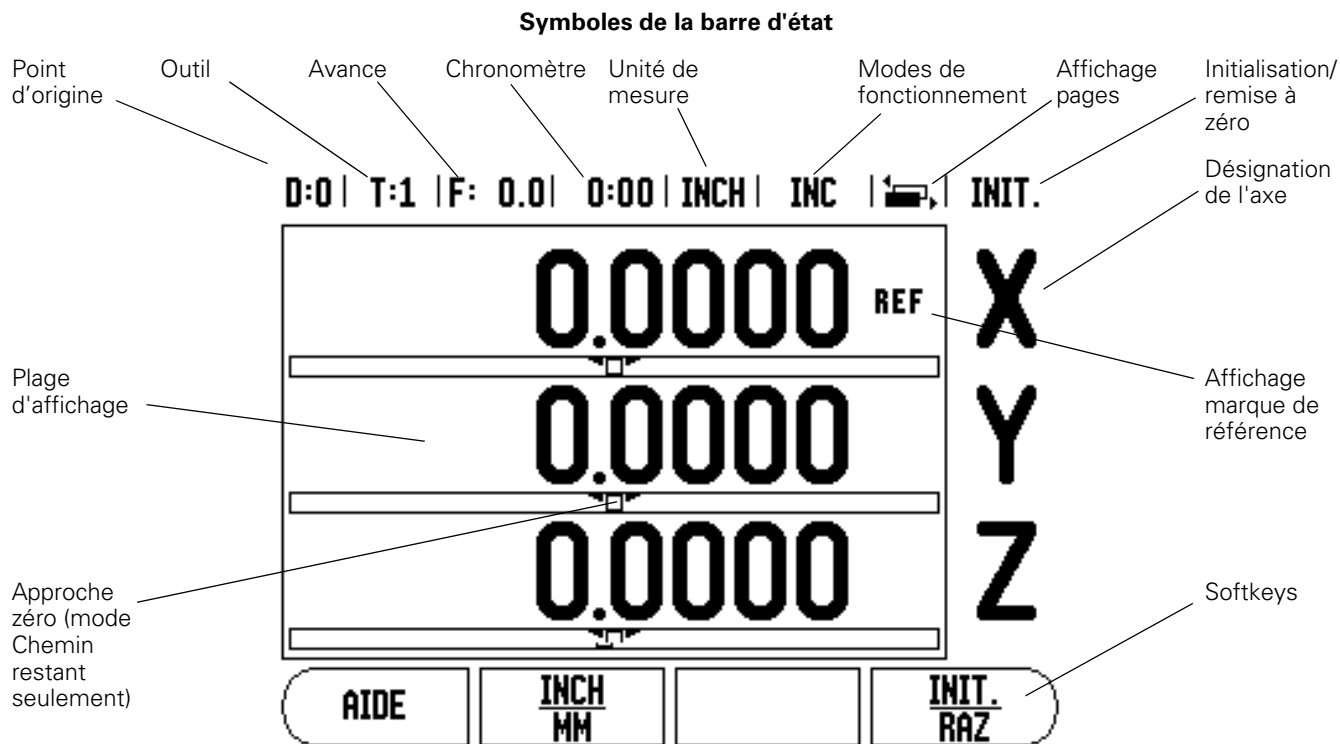 Symboles de la barre d'état
Point
d'origine
Outil
Avance
Chronomètre
Unité de
mesure
Modes de
fonctionnement
Affichage
pages
Initialisation/
remise à
zéro
D:0 | T:1 | F: 0.0 | 0:00 | INCH | INC | | INIT.
Désignation
de l'axe
0.0000 REF X
Plage
d'affichage
0.0000 Y
Affichage
marque de
référence
0.0000 Z
Approche
zéro (mode
Chemin
restant
seulement)
Softkeys
AIDE
INCH
MM
INIT.
RAZ